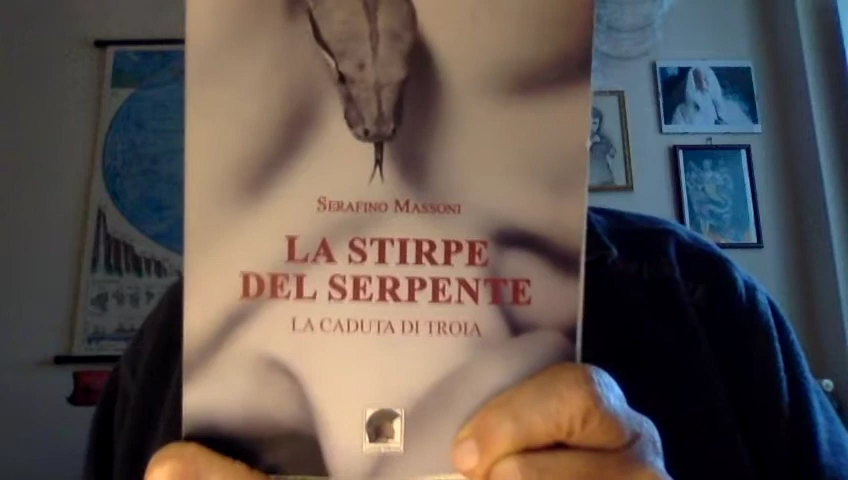 SERAFINO MASSONI
LA STIRPE
DEL SERPENTE
LA CADUTA DI TROIA